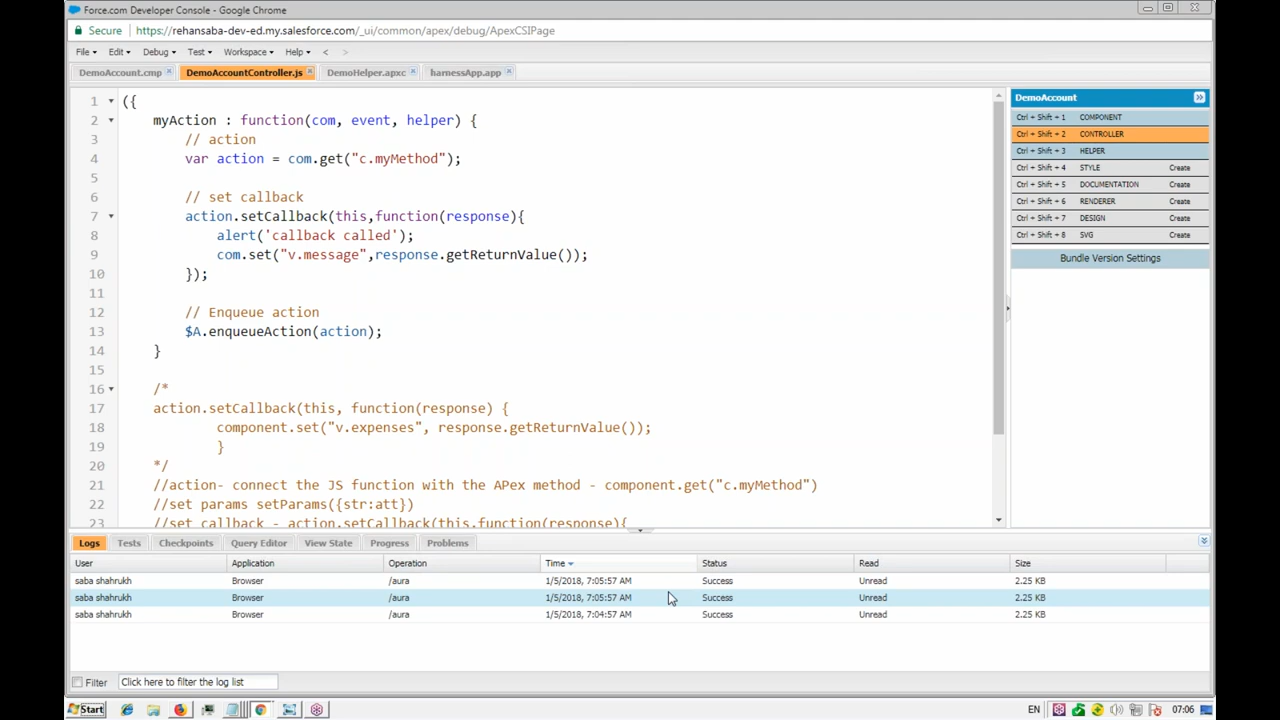 Force.com Developer Console - Google Chrome
Secure https://rehansaba-dev-ed.my.salesforce.com/_ui/common/apex/debug/ApexCSIPage
File Edit Debug Test Workspace Help < >
DemoAccount.cmp DemoAccountController.js DemoHelper.apxc harnessApp.app
1 ({
2 myAction : function(com, event, helper) {
3 // action
4 var action = com.get("c.myMethod");
5
6 // set callback
7 action.setCallback(this,function(response){
8 alert('callback called');
9 com.set("v.message",response.getReturnValue());
10 });
11
12 // Enqueue action
13 $A.enqueueAction(action);
14 }
15
16 /*
17 action.setCallback(this, function(response) {
18 component.set("v.expenses", response.getReturnValue());
19 }
20 */
21 //action- connect the JS function with the APex method - component.get("c.myMethod")
22 //set params setParams({str:att})
23 //set callback - action.setCallback(this,function(response){
DemoAccount
Ctrl + Shift + 1 COMPONENT
Ctrl + Shift + 2 CONTROLLER
Ctrl + Shift + 3 HELPER
Ctrl + Shift + 4 STYLE Create
Ctrl + Shift + 5 DOCUMENTATION Create
Ctrl + Shift + 6 RENDERER Create
Ctrl + Shift + 7 DESIGN Create
Ctrl + Shift + 8 SVG Create
Bundle Version Settings
Logs Tests Checkpoints Query Editor View State Progress Problems
User Application Operation Time Status Read Size
saba shahrukh Browser /aura 1/5/2018, 7:05:57 AM Success Unread 2.25 KB
saba shahrukh Browser /aura 1/5/2018, 7:05:57 AM Success Unread 2.25 KB
saba shahrukh Browser /aura 1/5/2018, 7:04:57 AM Success Unread 2.25 KB
Filter Click here to filter the log list
Start EN 07:06